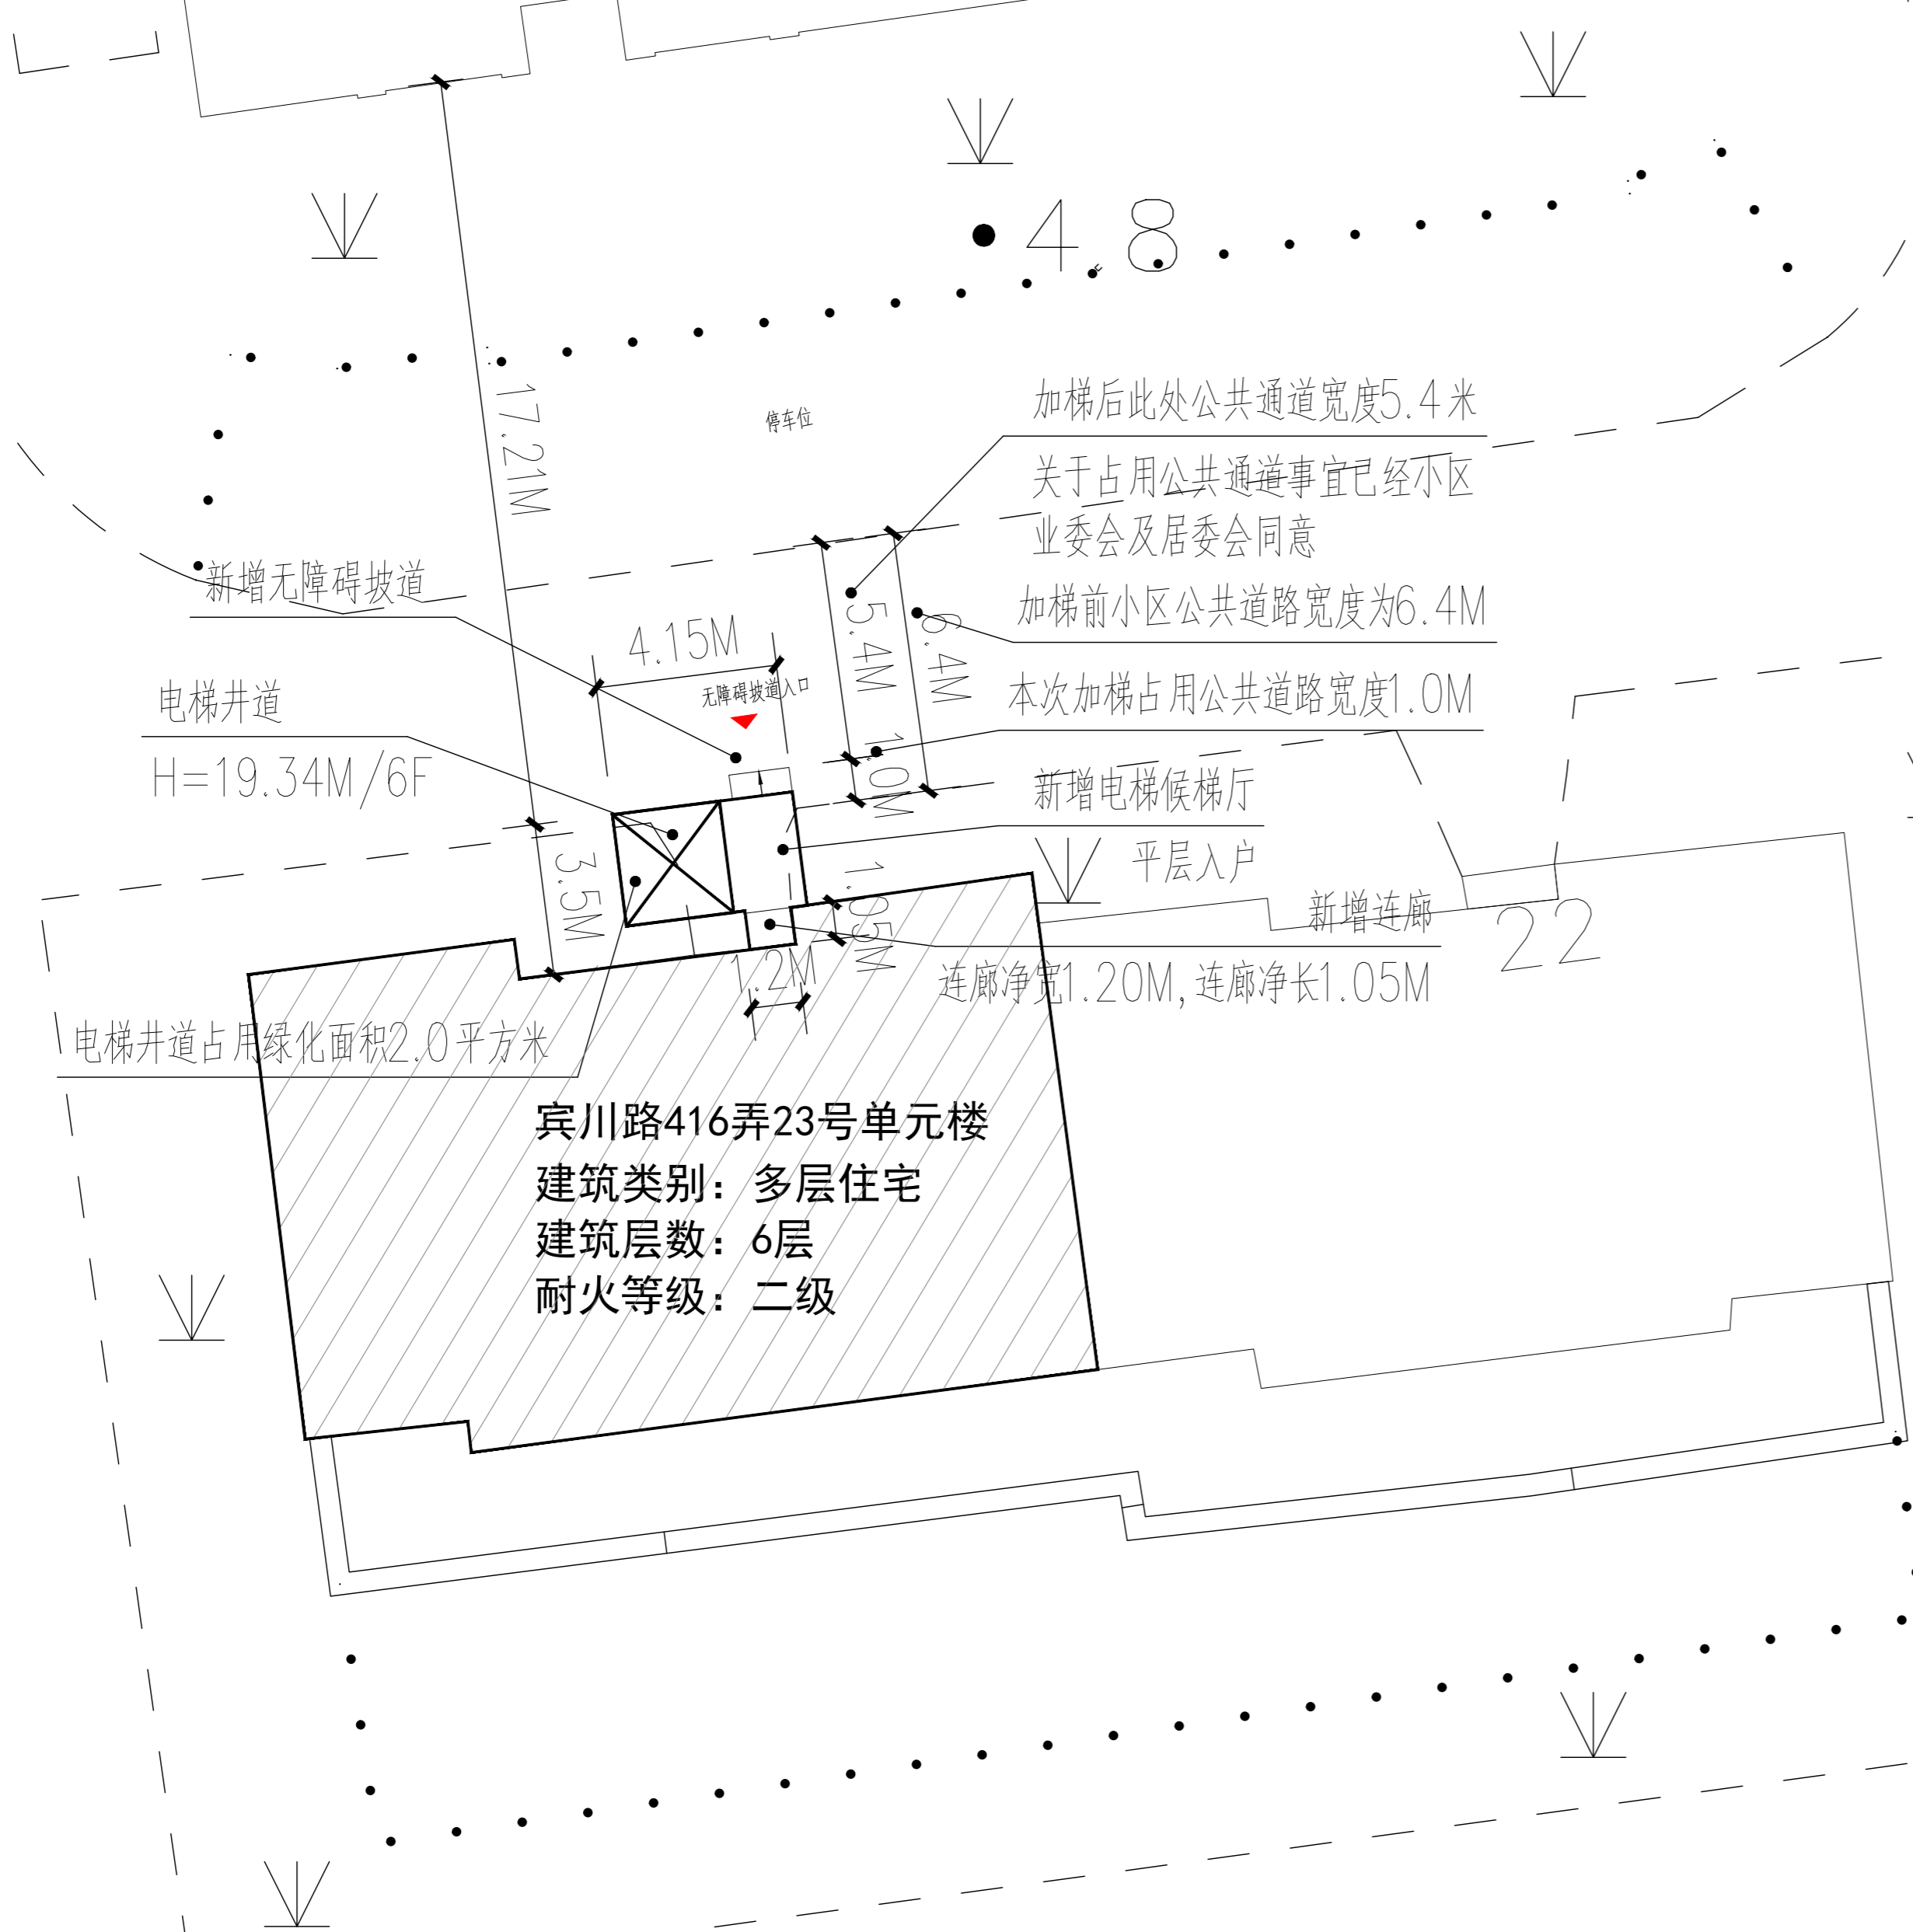 4.8
17.21M
停车位
加梯后此处公共通道宽度5.4米
关于占用公共通道事宜已经小区
业委会及居委会同意
新增无障碍坡道
加梯前小区公共道路宽度为6.4M
5.4M
6.4M
4.15M
无障碍坡道入口
电梯井道
H=19.34M/6F
本次加梯占用公共道路宽度1.0M
1.0M
新增电梯候梯厅
平层入户
3.5M
1.05M
新增连廊
22
1.2M
连廊净宽1.20M,连廊净长1.05M
电梯井道占用绿化面积2.0平方米
宾川路416弄23号单元楼
建筑类别：多层住宅
建筑层数：6层
耐火等级：二级